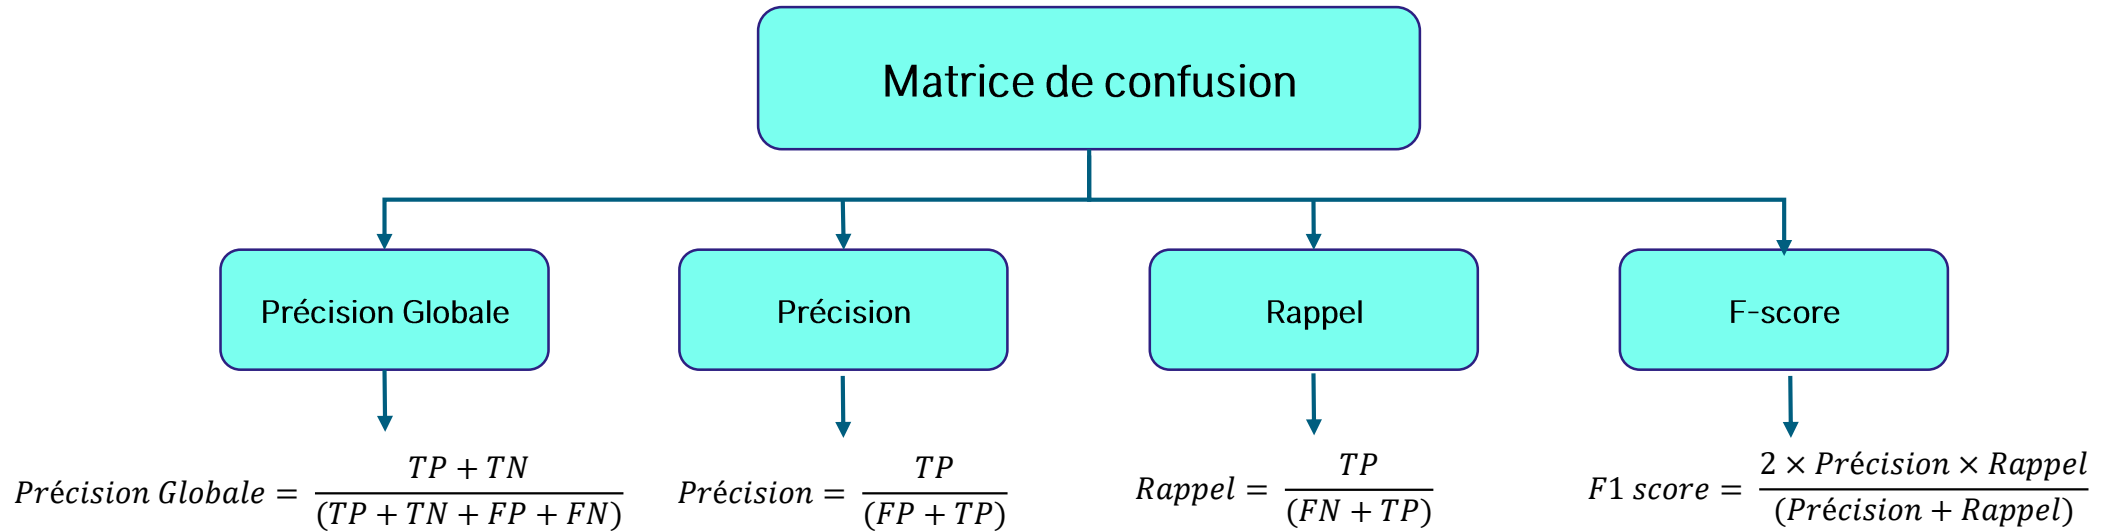 Matrice de confusion
Précision Globale
Précision
Rappel
F-score
Précision Globale = TP + TN / (TP + TN + FP + FN)
Précision = TP / (FP + TP)
Rappel = TP / (FN + TP)
F1 score = 2 × Précision × Rappel / (Précision + Rappel)